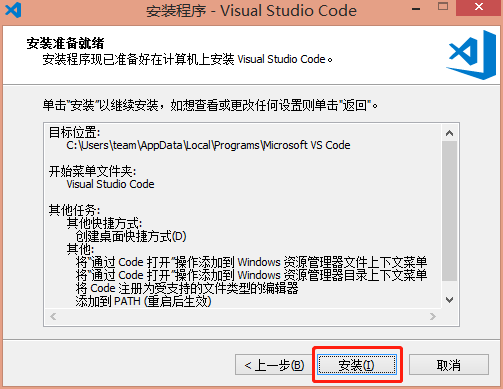 安装程序 - Visual Studio Code
安装准备就绪
安装程序现已准备好在计算机上安装 Visual Studio Code。
单击"安装"以继续安装，如想查看或更改任何设置则单击"返回"。
目标位置:
C:\Users\team\AppData\Local\Programs\Microsoft VS Code
开始菜单文件夹:
Visual Studio Code
其他任务:
其他快捷方式:
创建桌面快捷方式(D)
其他:
将"通过 Code 打开"操作添加到 Windows 资源管理器文件上下文菜单
将"通过 Code 打开"操作添加到 Windows 资源管理器目录上下文菜单
将 Code 注册为受支持的文件类型的编辑器
添加到 PATH (重启后生效)
< 上一步(B)
安装(I)
取消